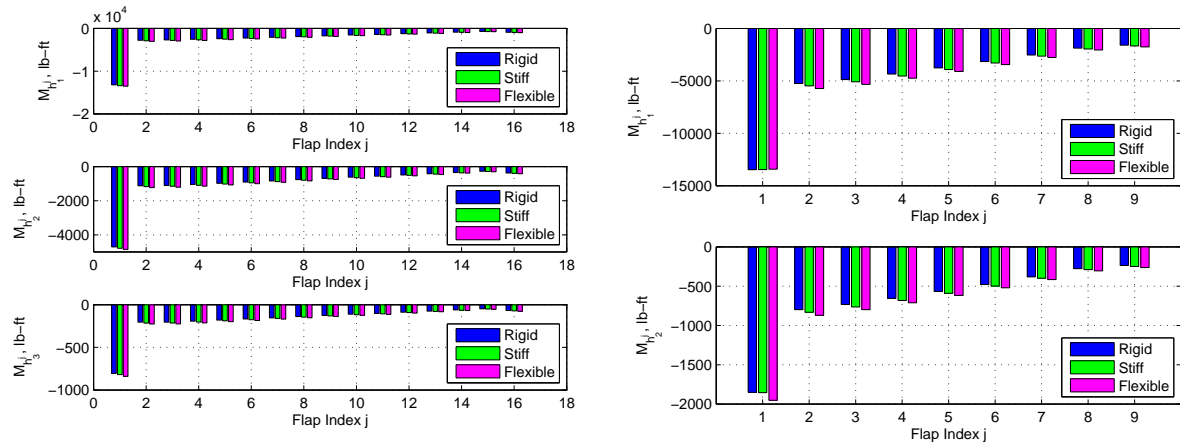 x 10⁴
0
−1
−2
M_{h_1^j}, lb−ft
0 2 4 6 8 10 12 14 16 18
Flap Index j
Rigid
Stiff
Flexible
0
−2000
−4000
M_{h_2^j}, lb−ft
0 2 4 6 8 10 12 14 16 18
Flap Index j
Rigid
Stiff
Flexible
0
−500
−1000
M_{h_3^j}, lb−ft
0 2 4 6 8 10 12 14 16 18
Flap Index j
Rigid
Stiff
Flexible
0
−5000
−10000
−15000
M_{h_1^j}, lb−ft
1 2 3 4 5 6 7 8 9
Flap Index j
Rigid
Stiff
Flexible
0
−500
−1000
−1500
−2000
M_{h_2^j}, lb−ft
1 2 3 4 5 6 7 8 9
Flap Index j
Rigid
Stiff
Flexible